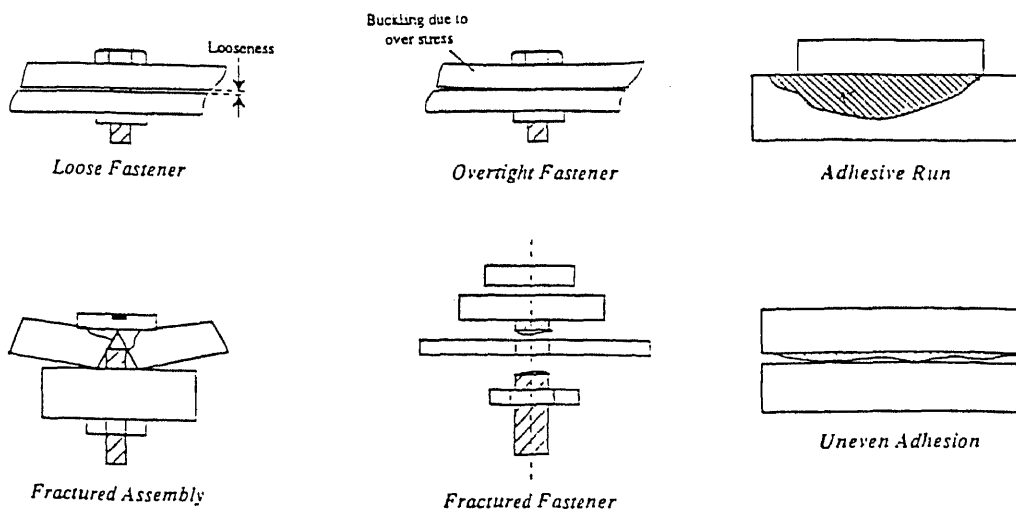 Looseness
Buckling due to
over stress
Loose Fastener
Overtight Fastener
Adhesive Run
Fractured Assembly
Fractured Fastener
Uneven Adhesion